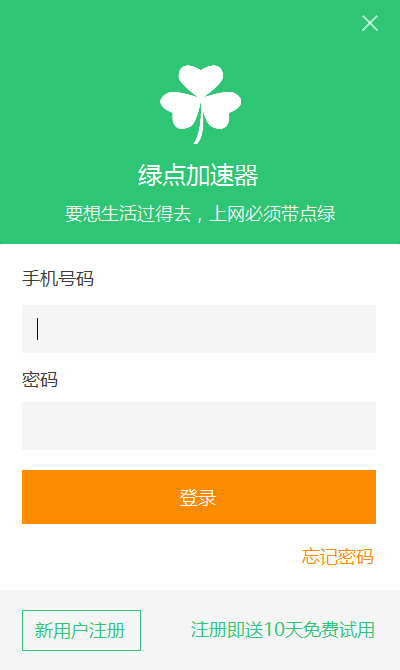 绿点加速器
要想生活过得去，上网必须带点绿
手机号码
密码
登录
忘记密码
新用户注册
注册即送10天免费试用